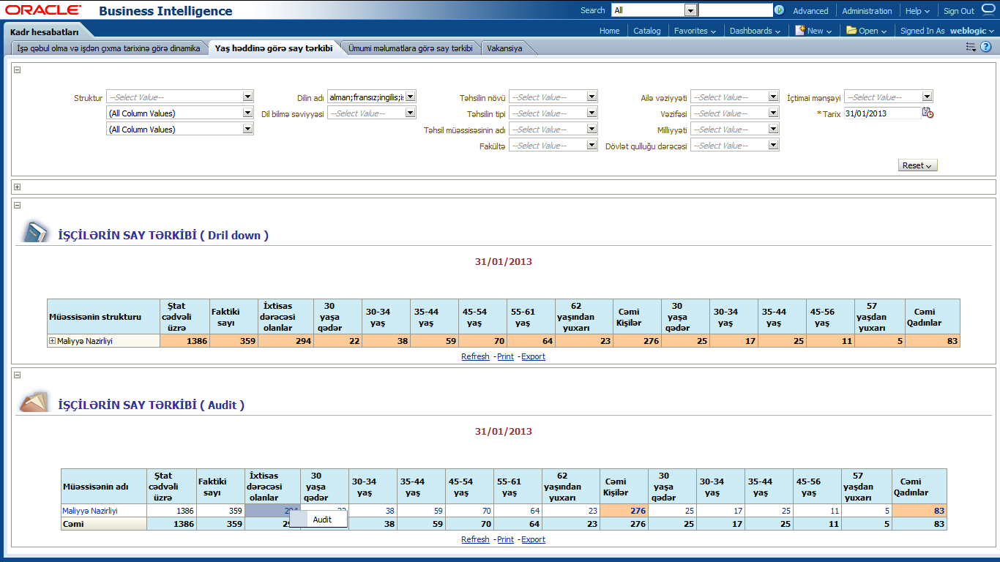 ORACLE Business Intelligence
Search All Advanced Administration Help Sign Out
Kadr hesabatları
Home Catalog Favorites Dashboards New Open Signed In As weblogic
İşə qəbul olma və işdən çıxma tarixinə görə dinamika Yaş həddinə görə say tərkibi Ümumi məlumatlara görə say tərkibi Vakansiya
Struktur --Select Value-- Dilin adı alman;fransız;ingilis;i Təhsilin növü --Select Value-- Ailə vəziyyəti --Select Value-- İçtimai mənşəyi --Select Value--
(All Column Values) Dil bilmə səviyyəsi --Select Value-- Təhsilin tipi --Select Value-- Vəzifəsi --Select Value-- * Tarix 31/01/2013
(All Column Values) Təhsil müəssisəsinin adı --Select Value-- Milliyyəti --Select Value--
Fakültə --Select Value-- Dövlət qulluğu dərəcəsi --Select Value--
Reset
İŞÇİLƏRİN SAY TƏRKİBİ ( Dril down )
31/01/2013
Müəssisənin strukturu Ştat cədvəli üzrə Faktiki sayı İxtisas dərəcəsi olanlar 30 yaşa qədər 30-34 yaş 35-44 yaş 45-54 yaş 55-61 yaş 62 yaşından yuxarı Cəmi Kişilər 30 yaşa qədər 30-34 yaş 35-44 yaş 45-56 yaş 57 yaşdan yuxarı Cəmi Qadınlar
Maliyyə Nazirliyi 1386 359 294 22 38 59 70 64 23 276 25 17 25 11 5 83
Refresh - Print - Export
İŞÇİLƏRİN SAY TƏRKİBİ ( Audit )
31/01/2013
Müəssisənin adı Ştat cədvəli üzrə Faktiki sayı İxtisas dərəcəsi olanlar 30 yaşa qədər 30-34 yaş 35-44 yaş 45-54 yaş 55-61 yaş 62 yaşından yuxarı Cəmi Kişilər 30 yaşa qədər 30-34 yaş 35-44 yaş 45-56 yaş 57 yaşdan yuxarı Cəmi Qadınlar
Maliyyə Nazirliyi 1386 359 294 22 38 59 70 64 23 276 25 17 25 11 5 83
Audit
Cəmi 1386 359 38 59 70 64 23 276 25 17 25 11 5 83
Refresh - Print - Export